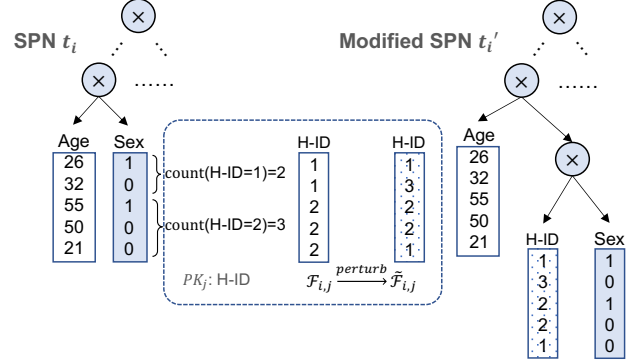 SPN tᵢ
×
×
......
Age Sex
26 1
32 0
55 1
50 0
21 0
count(H-ID=1)=2
count(H-ID=2)=3
H-ID
1
1
2
2
2
H-ID
1
3
2
2
1
PKⱼ: H-ID
ℱᵢ,ⱼ perturb→ ℱ̃ᵢ,ⱼ
Modified SPN tᵢ′
×
×
......
Age
26
32
55
50
21
×
H-ID Sex
1 1
3 0
2 1
2 0
1 0